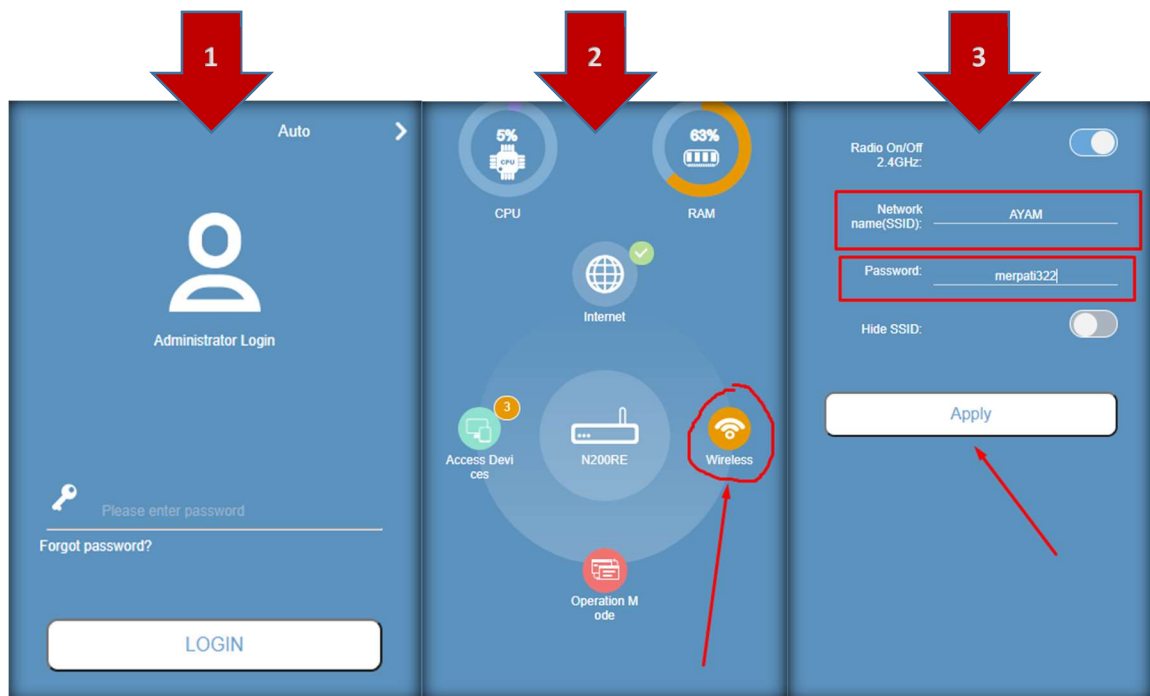 1
2
3
Auto
Administrator Login
Please enter password
Forgot password?
LOGIN
5%
CPU
CPU
63%
RAM
Internet
3
Access Devi
ces
N200RE
Wireless
Operation M
ode
Radio On/Off
2.4GHz:
Network
name(SSID):
AYAM
Password:
merpati322
Hide SSID:
Apply